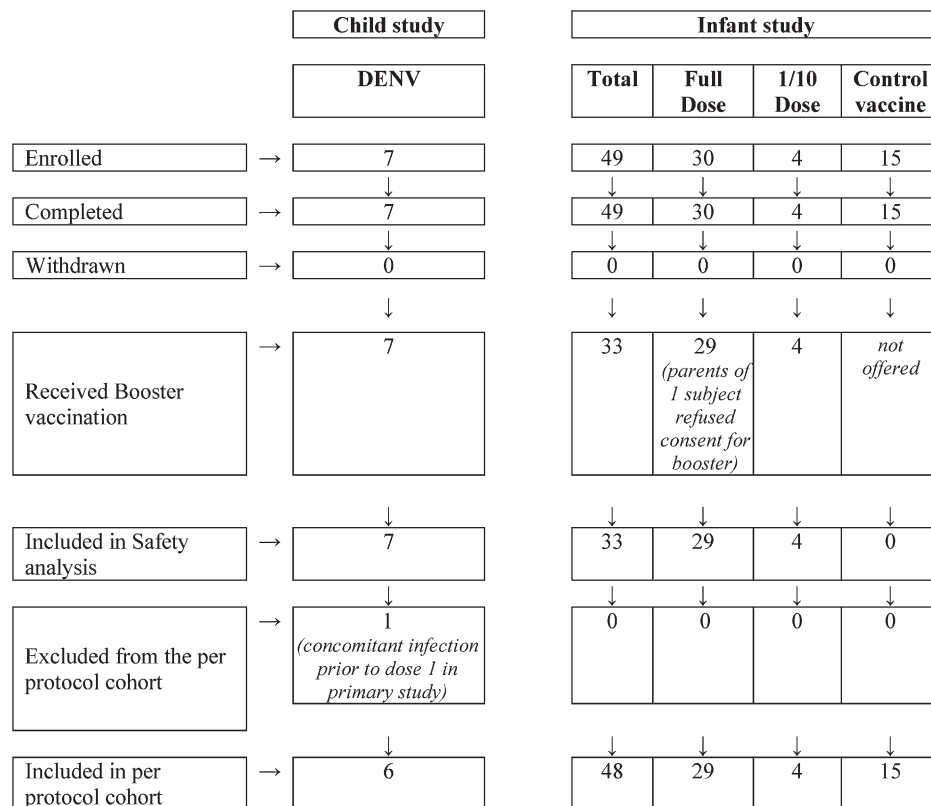 Child study Infant study
DENV Total Full Dose 1/10 Dose Control vaccine
Enrolled → 7 49 30 4 15
↓ ↓ ↓ ↓ ↓
Completed → 7 49 30 4 15
↓ ↓ ↓ ↓ ↓
Withdrawn → 0 0 0 0 0
↓ ↓ ↓ ↓ ↓
Received Booster vaccination → 7 33 29 (parents of 1 subject refused consent for booster) 4 not offered
↓ ↓ ↓ ↓ ↓
Included in Safety analysis → 7 33 29 4 0
↓ ↓ ↓ ↓ ↓
Excluded from the per protocol cohort → 1 (concomitant infection prior to dose 1 in primary study) 0 0 0 0
↓ ↓ ↓ ↓ ↓
Included in per protocol cohort → 6 48 29 4 15